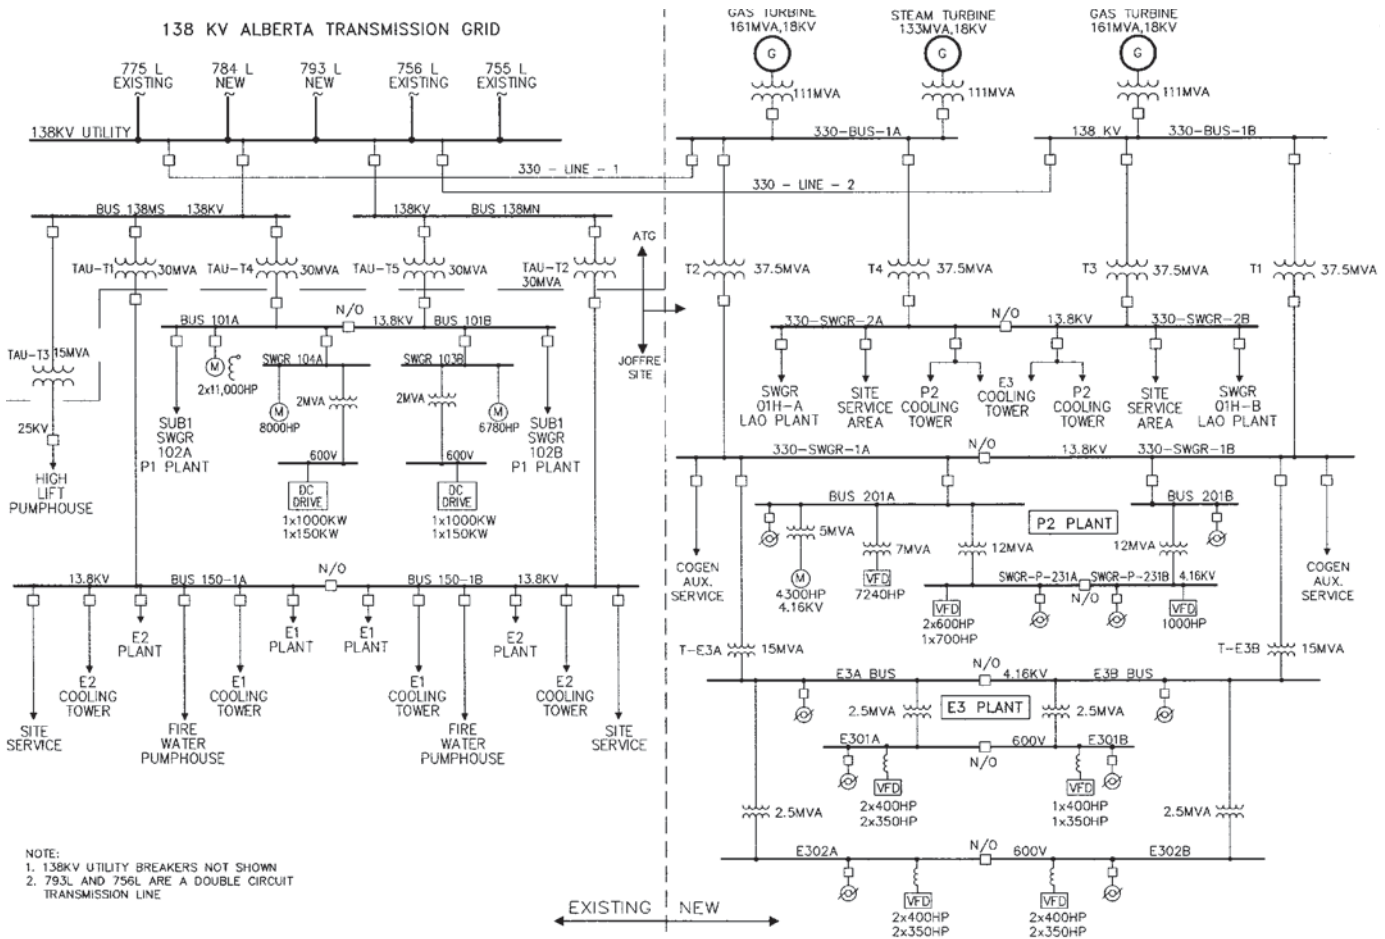 138 KV ALBERTA TRANSMISSION GRID
775 L
EXISTING
784 L
NEW
793 L
NEW
756 L
EXISTING
755 L
EXISTING
138KV UTILITY
330 - LINE - 1
330 - LINE - 2
GAS TURBINE
161MVA,18KV
G
111MVA
STEAM TURBINE
133MVA,18KV
G
111MVA
GAS TURBINE
161MVA,18KV
G
111MVA
330-BUS-1A
138 KV
330-BUS-1B
BUS 138MS
138KV
138KV
BUS 138MN
TAU-T1
30MVA
TAU-T4
30MVA
TAU-T5
30MVA
TAU-T2
30MVA
ATG
JOFFRE
SITE
T2
37.5MVA
T4
37.5MVA
T3
37.5MVA
T1
37.5MVA
BUS 101A
N/O
13.8KV
BUS 101B
TAU-T3
15MVA
25KV
HIGH
LIFT
PUMPHOUSE
M
2x11,000HP
SWGR 104A
SWGR 103B
2MVA
2MVA
M
8000HP
M
6780HP
SUB1
SWGR
102A
P1 PLANT
SUB1
SWGR
102B
P1 PLANT
600V
600V
DC
DRIVE
1x1000KW
1x150KW
DC
DRIVE
1x1000KW
1x150KW
330-SWGR-2A
N/O
13.8KV
330-SWGR-2B
SWGR
01H-A
LAO PLANT
SITE
SERVICE
AREA
P2
COOLING
TOWER
E3
COOLING
TOWER
P2
COOLING
TOWER
SITE
SERVICE
AREA
SWGR
01H-B
LAO PLANT
330-SWGR-1A
N/O
13.8KV
330-SWGR-1B
BUS 201A
P2 PLANT
BUS 201B
5MVA
7MVA
12MVA
12MVA
M
4300HP
4.16KV
VFD
7240HP
SWGR-P-231A
SWGR-P-231B
4.16KV
N/O
VFD
2x600HP
1x700HP
VFD
1000HP
COGEN
AUX.
SERVICE
COGEN
AUX.
SERVICE
13.8KV
BUS 150-1A
N/O
BUS 150-1B
13.8KV
SITE
SERVICE
E2
COOLING
TOWER
E2
PLANT
FIRE
WATER
PUMPHOUSE
E1
COOLING
TOWER
E1
PLANT
E1
PLANT
E1
COOLING
TOWER
FIRE
WATER
PUMPHOUSE
E2
PLANT
E2
COOLING
TOWER
SITE
SERVICE
T-E3A
15MVA
T-E3B
15MVA
E3A BUS
N/O
4.16KV
E3B BUS
2.5MVA
E3 PLANT
2.5MVA
E301A
600V
E301B
N/O
VFD
2x400HP
2x350HP
VFD
1x400HP
1x350HP
2.5MVA
2.5MVA
E302A
N/O
600V
E302B
VFD
2x400HP
2x350HP
VFD
2x400HP
2x350HP
NOTE:
1. 138KV UTILITY BREAKERS NOT SHOWN
2. 793L AND 756L ARE A DOUBLE CIRCUIT
TRANSMISSION LINE
EXISTING
NEW